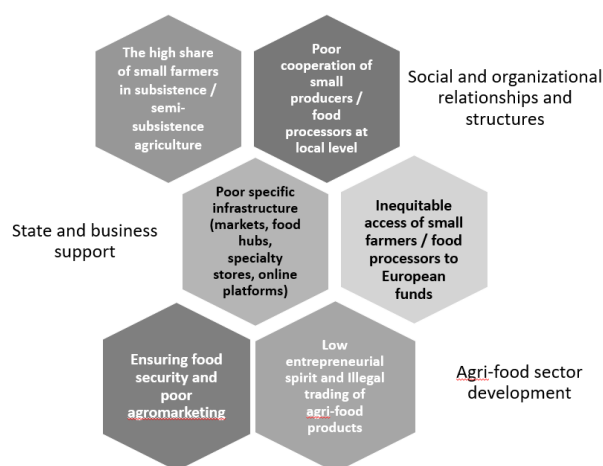 The high share
of small farmers
in subsistence /
semi-
subsistence
agriculture
Poor
cooperation of
small
producers /
food
processors at
local level
Social and organizational
relationships and
structures
State and business
support
Poor specific
infrastructure
(markets, food
hubs,
specialty
stores, online
platforms)
Inequitable
access of small
farmers / food
processors to
European
funds
Ensuring food
security and
poor
agromarketing
Low
entrepreneurial
spirit and Illegal
trading of
agri-food
products
Agri-food sector
development